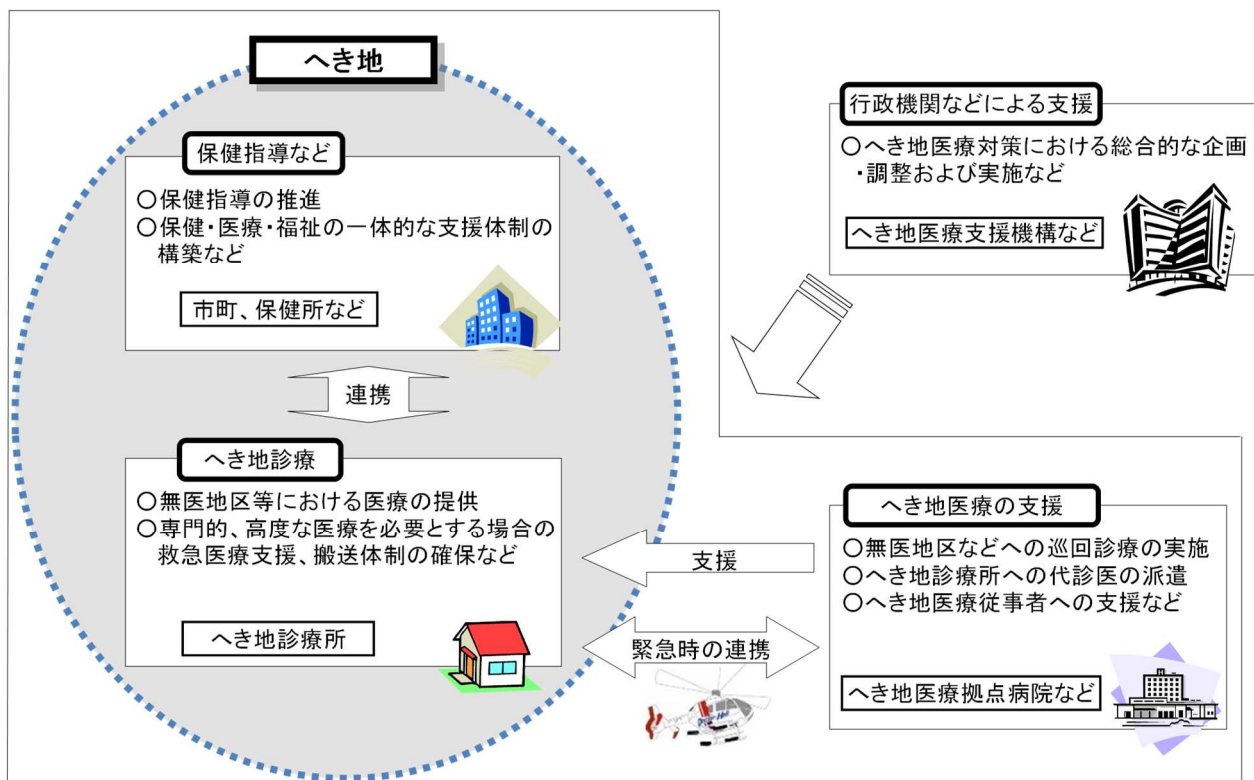 へき地
保健指導など
○保健指導の推進
○保健・医療・福祉の一体的な支援体制の
構築など
市町、保健所など
連携
へき地診療
○無医地区等における医療の提供
○専門的、高度な医療を必要とする場合の
救急医療支援、搬送体制の確保など
へき地診療所
行政機関などによる支援
○へき地医療対策における総合的な企画
・調整および実施など
へき地医療支援機構など
支援
緊急時の連携
へき地医療の支援
○無医地区などへの巡回診療の実施
○へき地診療所への代診医の派遣
○へき地医療従事者への支援など
へき地医療拠点病院など